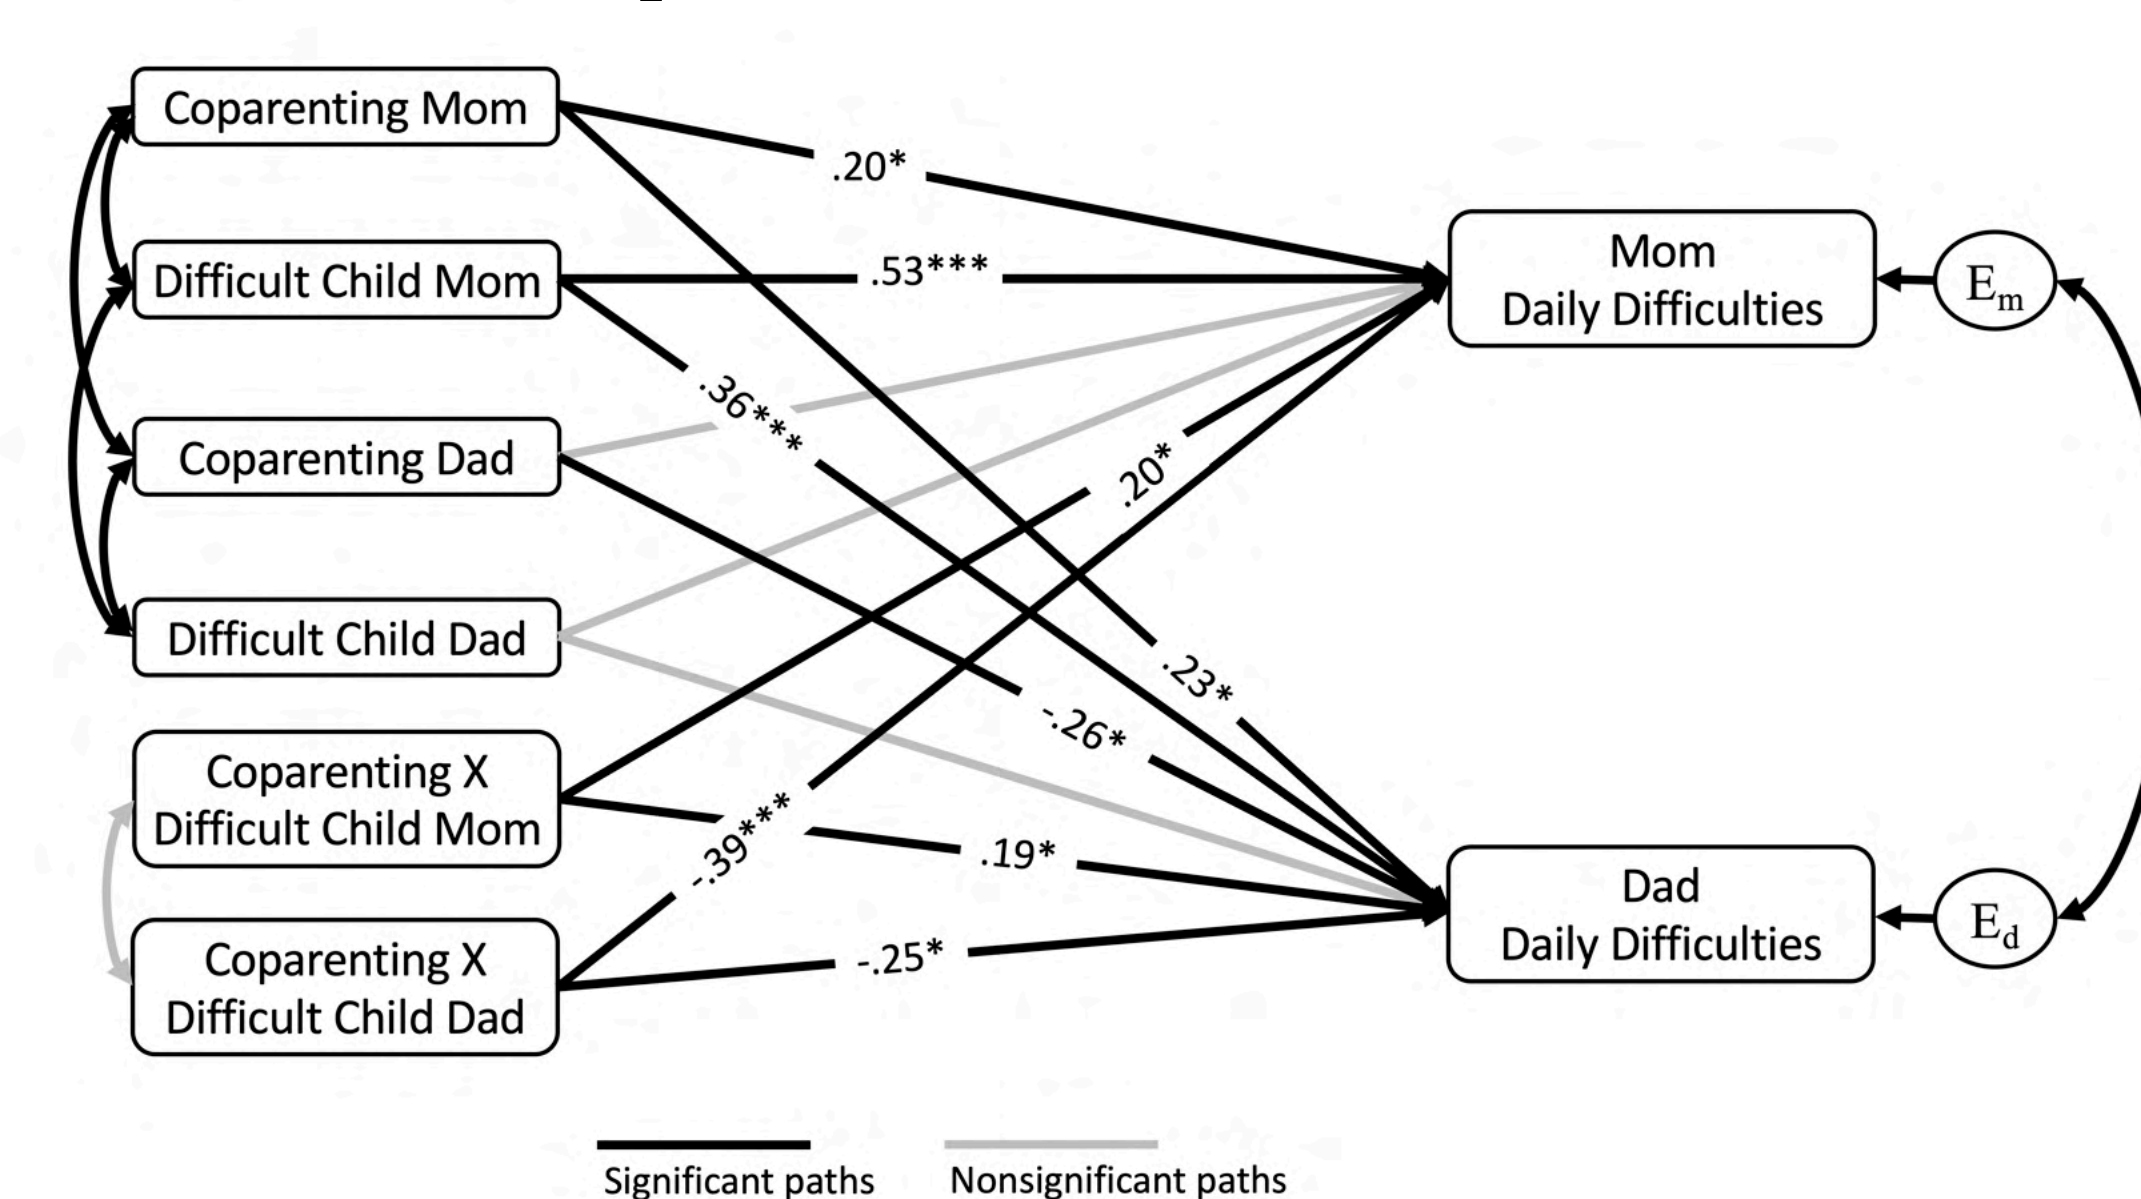 Coparenting Mom
Difficult Child Mom
Coparenting Dad
Difficult Child Dad
Coparenting X
Difficult Child Mom
Coparenting X
Difficult Child Dad
.20*
.53***
.36***
.20*
.23*
-.26*
-.39***
.19*
-.25*
Mom
Daily Difficulties
Em
Dad
Daily Difficulties
Ed
Significant paths
Nonsignificant paths